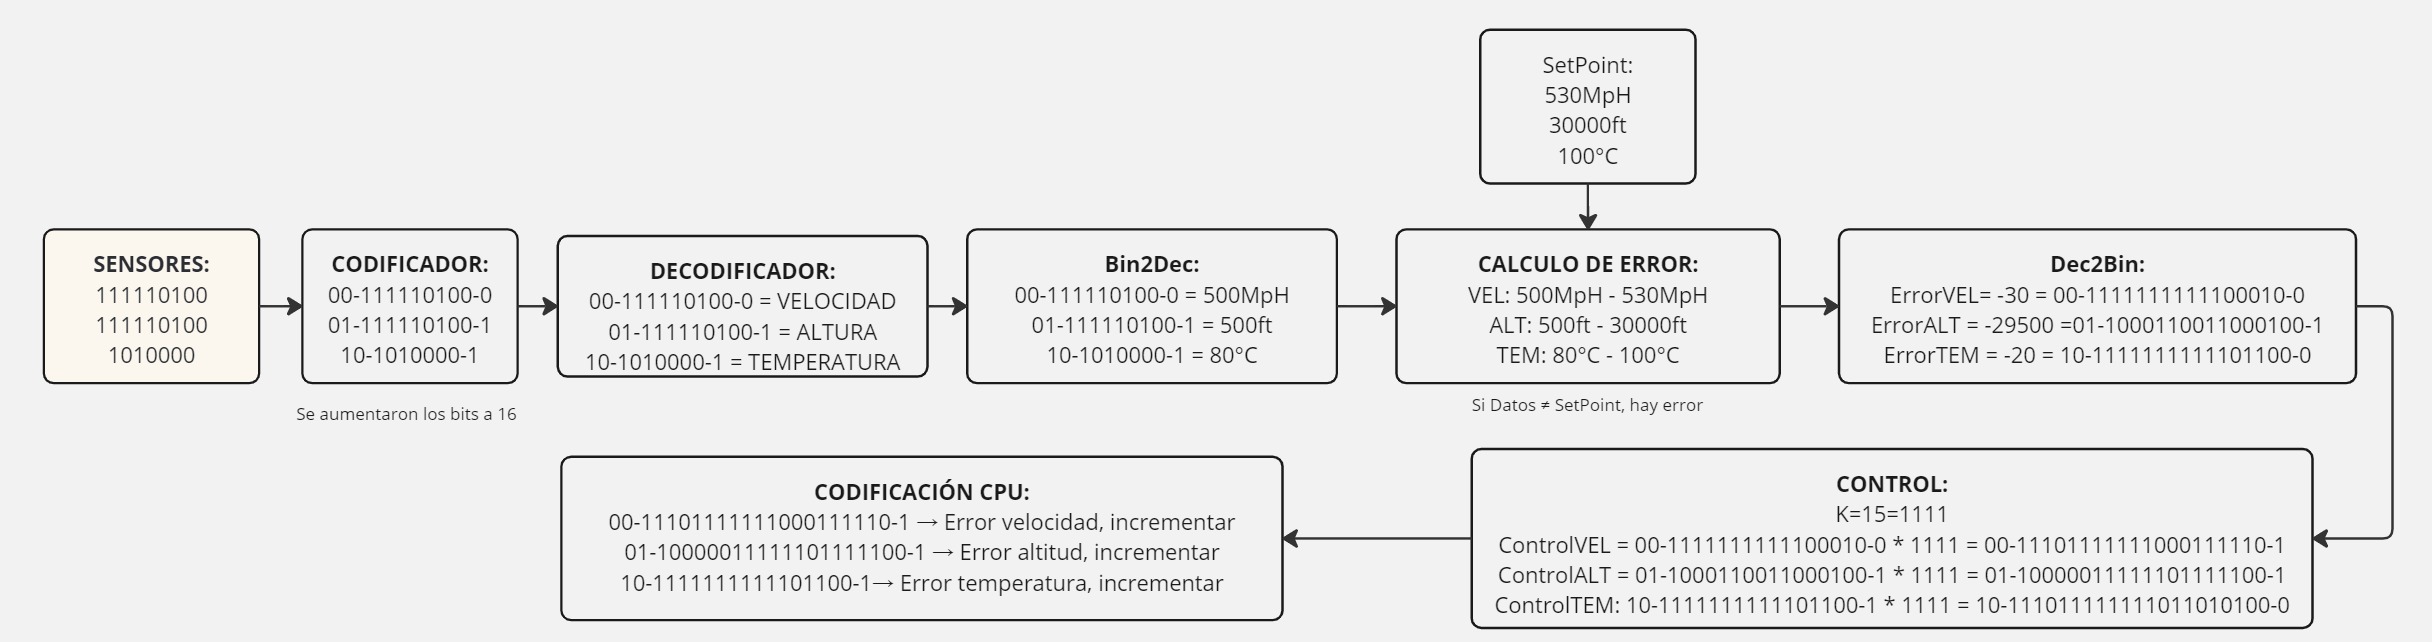 SetPoint:
530MpH
30000ft
100°C
SENSORES:
111110100
111110100
1010000
CODIFICADOR:
00-111110100-0
01-111110100-1
10-1010000-1
Se aumentaron los bits a 16
DECODIFICADOR:
00-111110100-0 = VELOCIDAD
01-111110100-1 = ALTURA
10-1010000-1 = TEMPERATURA
Bin2Dec:
00-111110100-0 = 500MpH
01-111110100-1 = 500ft
10-1010000-1 = 80°C
CALCULO DE ERROR:
VEL: 500MpH - 530MpH
ALT: 500ft - 30000ft
TEM: 80°C - 100°C
Si Datos ≠ SetPoint, hay error
Dec2Bin:
ErrorVEL= -30 = 00-1111111111100010-0
ErrorALT = -29500 =01-1000110011000100-1
ErrorTEM = -20 = 10-1111111111101100-0
CONTROL:
K=15=1111
ControlVEL = 00-1111111111100010-0 * 1111 = 00-11101111111000111110-1
ControlALT = 01-1000110011000100-1 * 1111 = 01-10000011111101111100-1
ControlTEM: 10-1111111111101100-1 * 1111 = 10-111011111111011010100-0
CODIFICACIÓN CPU:
00-11101111111000111110-1 → Error velocidad, incrementar
01-10000011111101111100-1 → Error altitud, incrementar
10-1111111111101100-1→ Error temperatura, incrementar